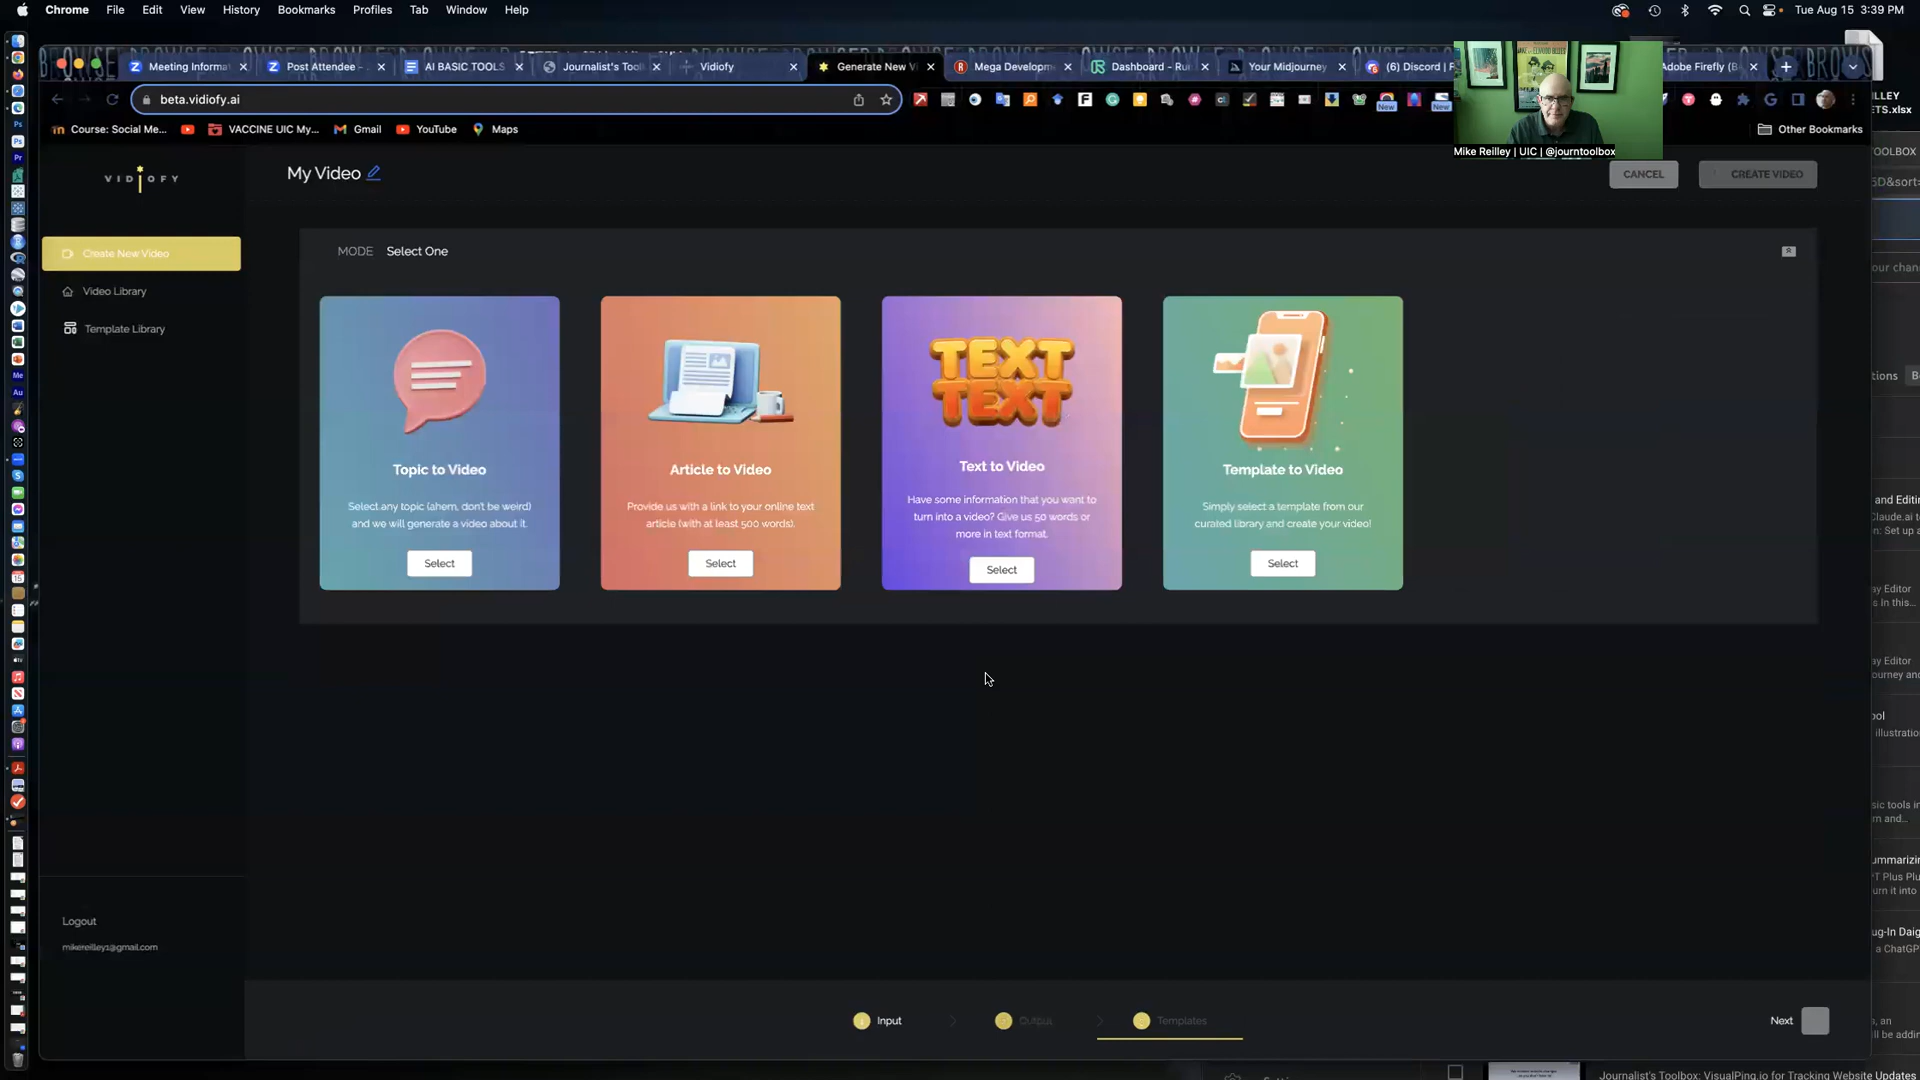 Chrome File Edit View History Bookmarks Profiles Tab Window Help
Tue Aug 15 3:39 PM
Meeting Informa
Post Attendee -
AI BASIC TOOLS
Journalist's Tool
Vidiofy
Generate New Vi
Mega Developm
Dashboard - Ru
Your Midjourney
(6) Discord | F
Adobe Firefly (B
beta.vidiofy.ai
New
New
Course: Social Me...
VACCINE UIC My...
Gmail
YouTube
Maps
Other Bookmarks
Mike Reilley | UIC | @journtoolbox
VIDIOFY
My Video
CANCEL
CREATE VIDEO
Create New Video
Video Library
Template Library
MODE Select One
TEXT
TEXT
Topic to Video
Select any topic (ahem, don't be weird)
and we will generate a video about it.
Select
Article to Video
Provide us with a link to your online text
article (with at least 500 words).
Select
Text to Video
Have some information that you want to
turn into a video? Give us 50 words or
more in text format.
Select
Template to Video
Simply select a template from our
curated library and create your video!
Select
Logout
mikereilley1@gmail.com
Input
Output
Templates
Next
Journalist's Toolbox: VisualPing.io for Tracking Website Updates